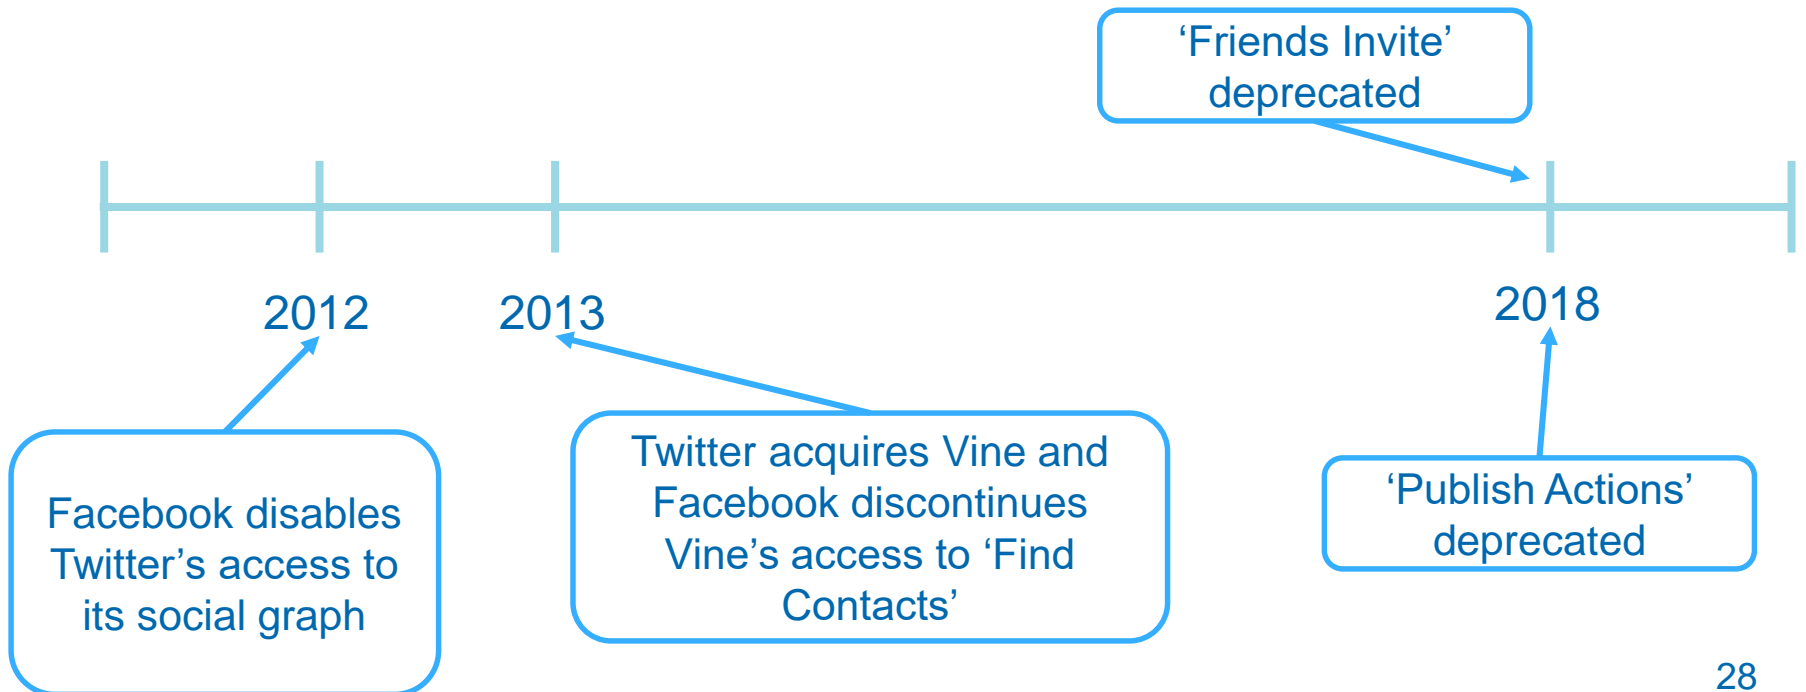 ‘Friends Invite’
deprecated
2012
2013
2018
Facebook disables
Twitter’s access to
its social graph
Twitter acquires Vine and
Facebook discontinues
Vine’s access to ‘Find
Contacts’
‘Publish Actions’
deprecated
28